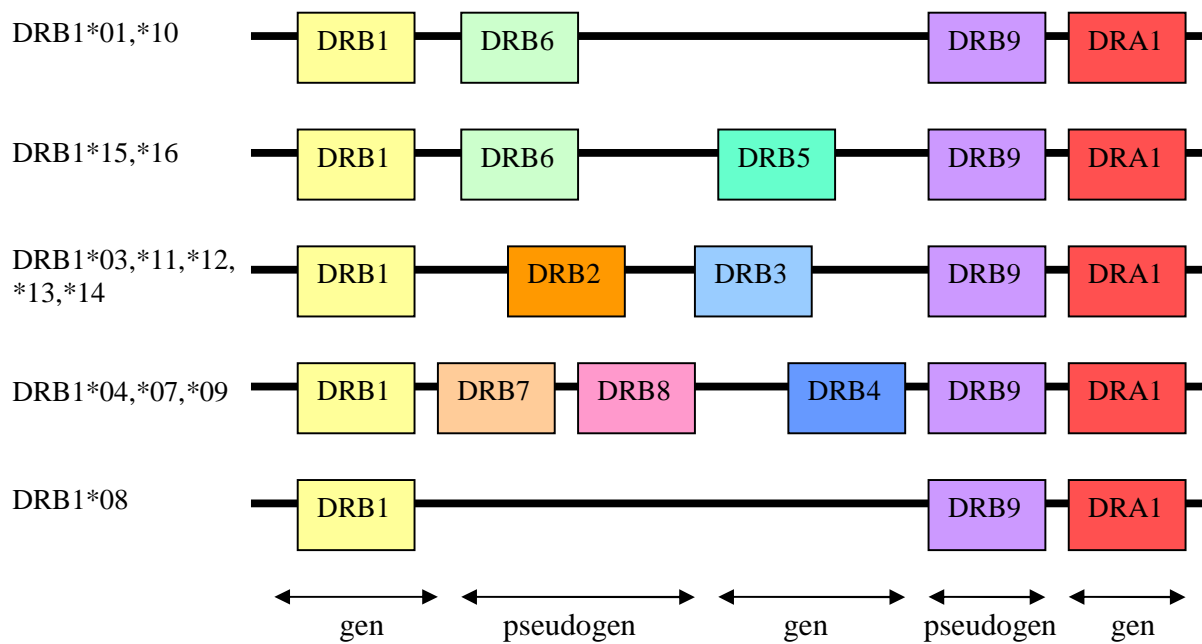 DRB1*01,*10 DRB1 DRB6 DRB9 DRA1
DRB1*15,*16 DRB1 DRB6 DRB5 DRB9 DRA1
DRB1*03,*11,*12,
*13,*14
DRB1 DRB2 DRB3 DRB9 DRA1
DRB1*04,*07,*09 DRB1 DRB7 DRB8 DRB4 DRB9 DRA1
DRB1*08 DRB1 DRB9 DRA1
gen pseudogen gen pseudogen gen